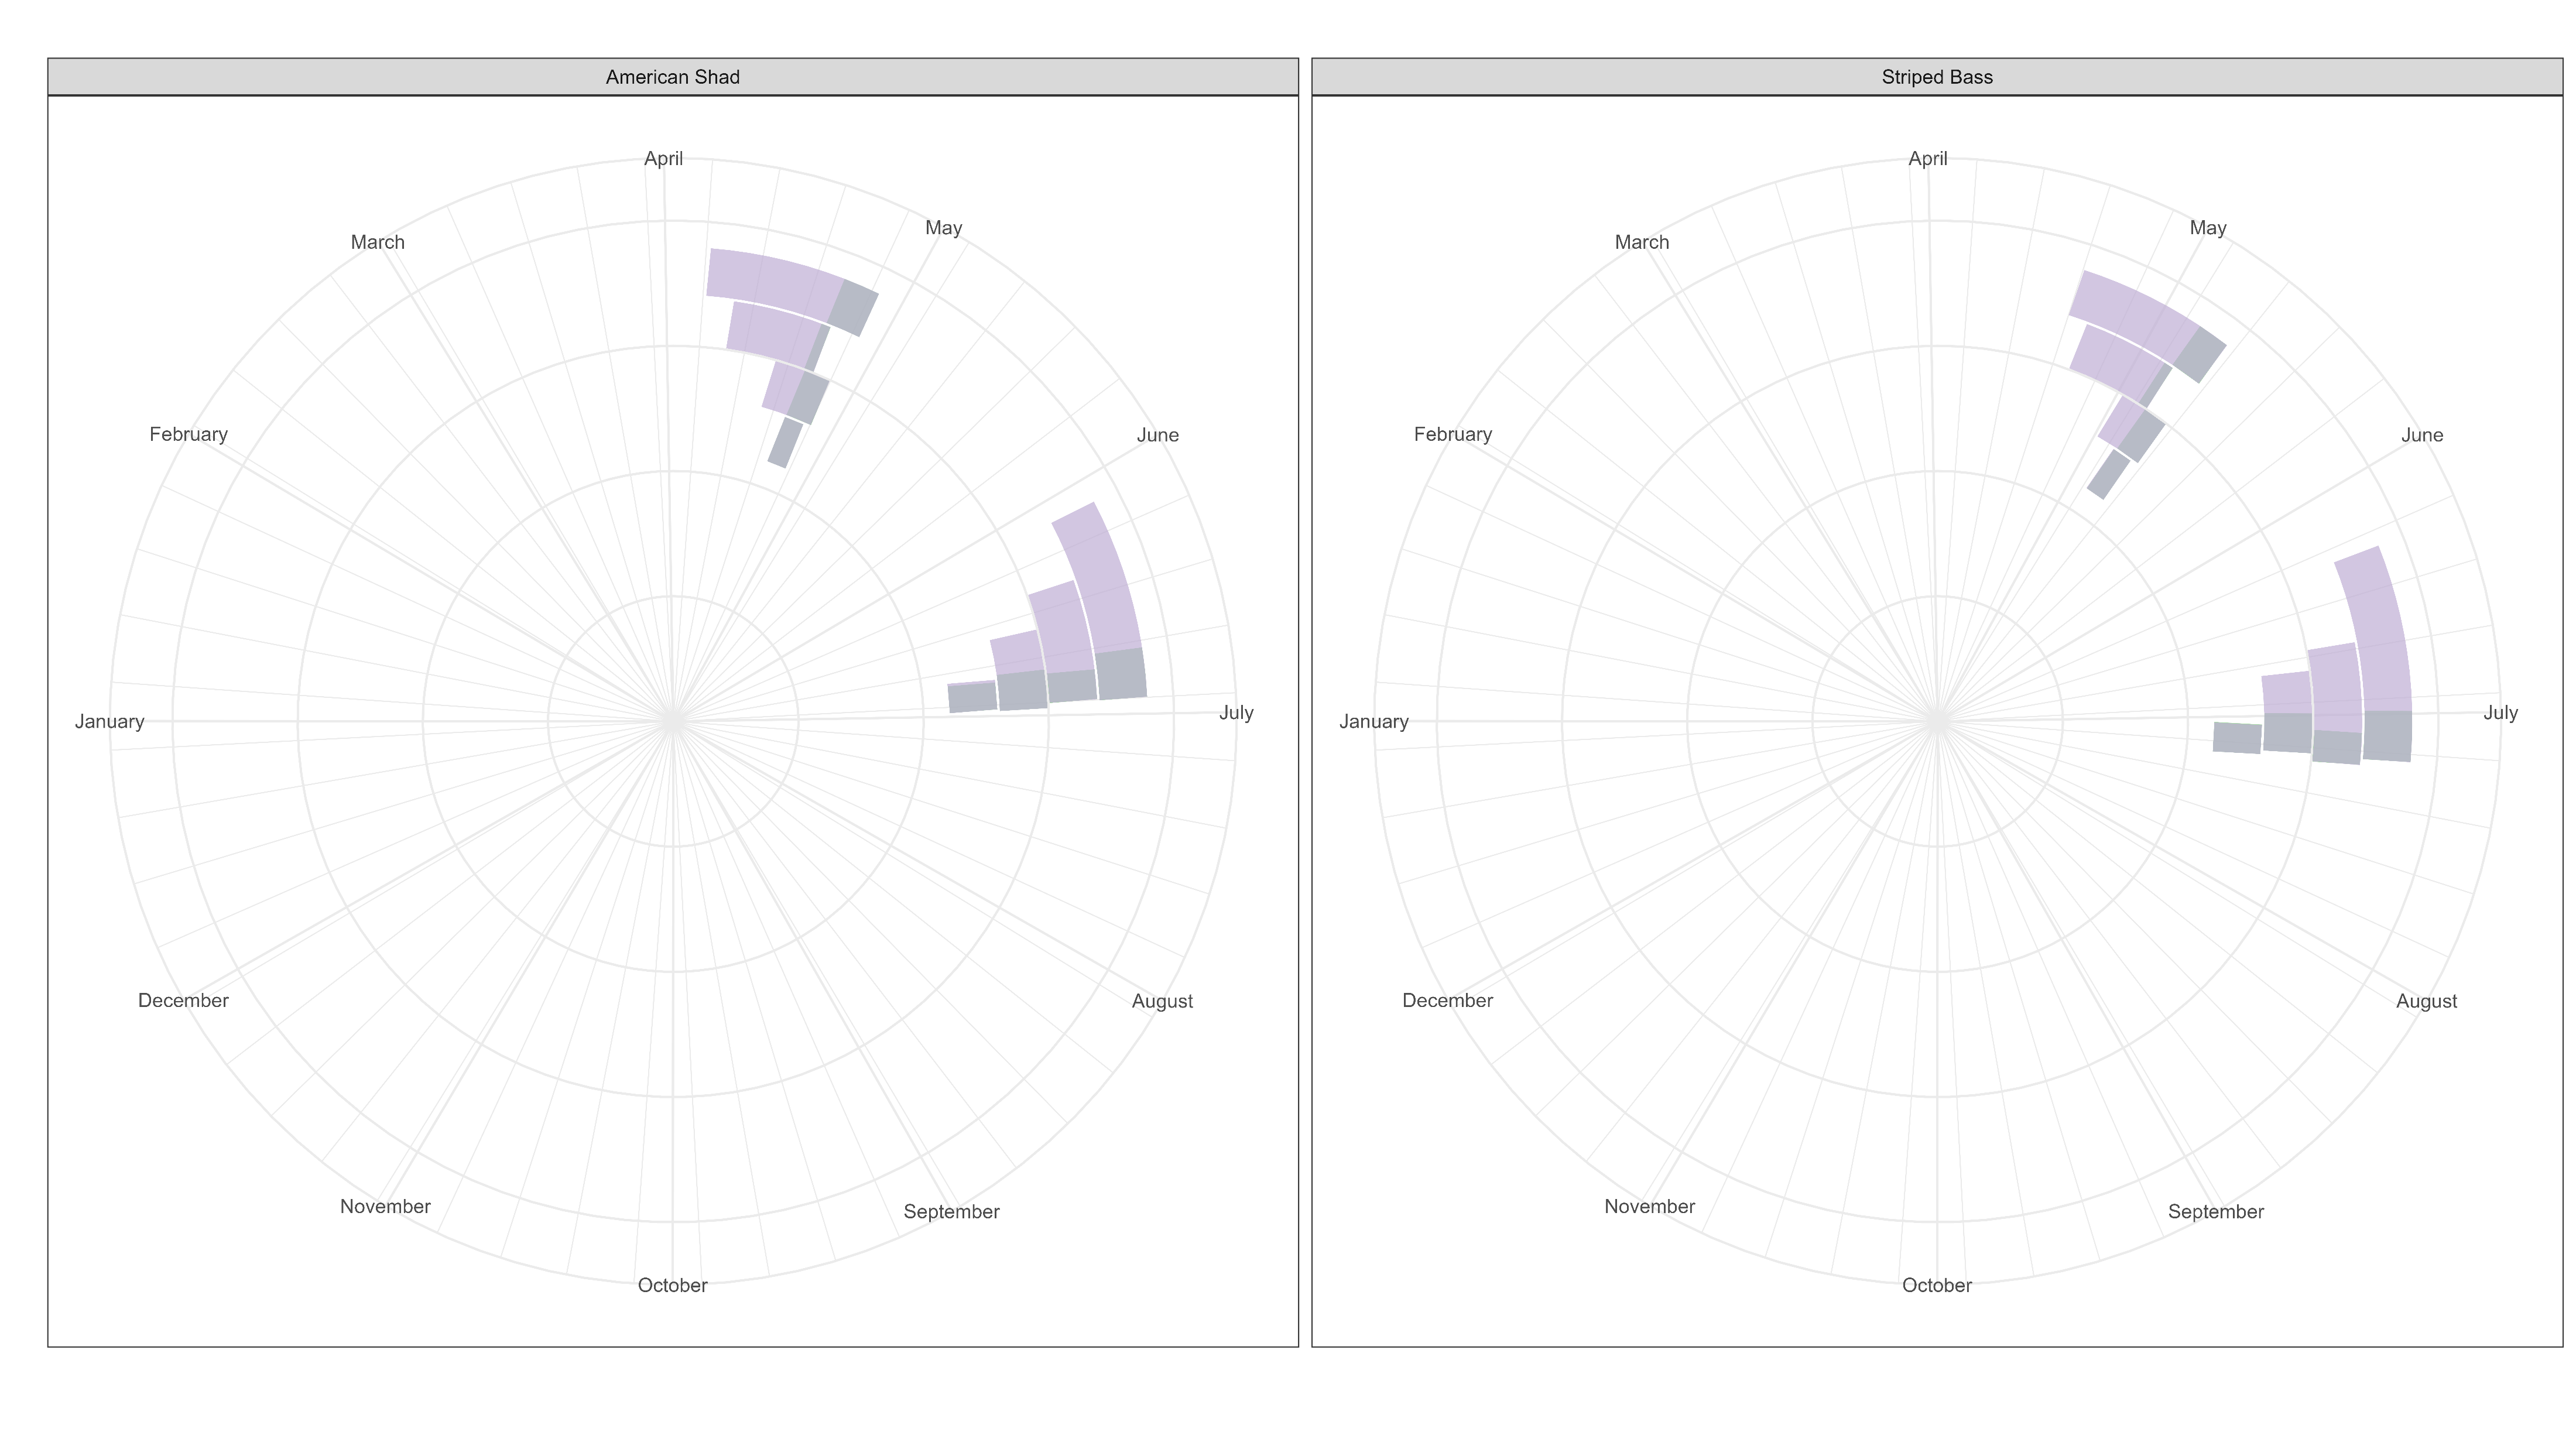 American Shad
April
May
March
June
February
July
January
August
December
September
November
October
Striped Bass
April
May
March
June
February
July
January
August
December
September
November
October